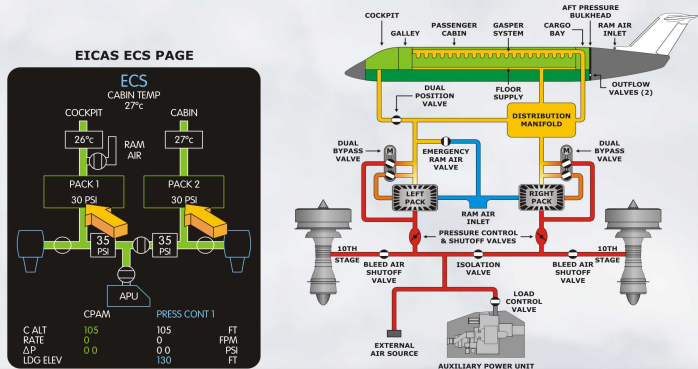 EICAS ECS PAGE
ECS
CABIN TEMP
27°c
COCKPIT
CABIN
26°c
27°c
RAM
AIR
PACK 1
PACK 2
30 PSI
30 PSI
35
PSI
35
PSI
APU
CPAM
PRESS CONT 1
C ALT
105
105
FT
RATE
0
0
FPM
ΔP
0 0
0 0
PSI
LDG ELEV
130
FT
COCKPIT
GALLEY
PASSENGER
CABIN
GASPER
SYSTEM
CARGO
BAY
AFT PRESSURE
BULKHEAD
RAM AIR
INLET
DUAL
POSITION
VALVE
FLOOR
SUPPLY
OUTFLOW
VALVES (2)
DISTRIBUTION
MANIFOLD
DUAL
BYPASS
VALVE
M
EMERGENCY
RAM AIR
VALVE
M
DUAL
BYPASS
VALVE
LEFT
PACK
RIGHT
PACK
RAM AIR
INLET
PRESSURE CONTROL
& SHUTOFF VALVES
10TH
STAGE
10TH
STAGE
BLEED AIR
SHUTOFF
VALVE
ISOLATION
VALVE
BLEED AIR
SHUTOFF
VALVE
LOAD
CONTROL
VALVE
EXTERNAL
AIR SOURCE
AUXILIARY POWER UNIT